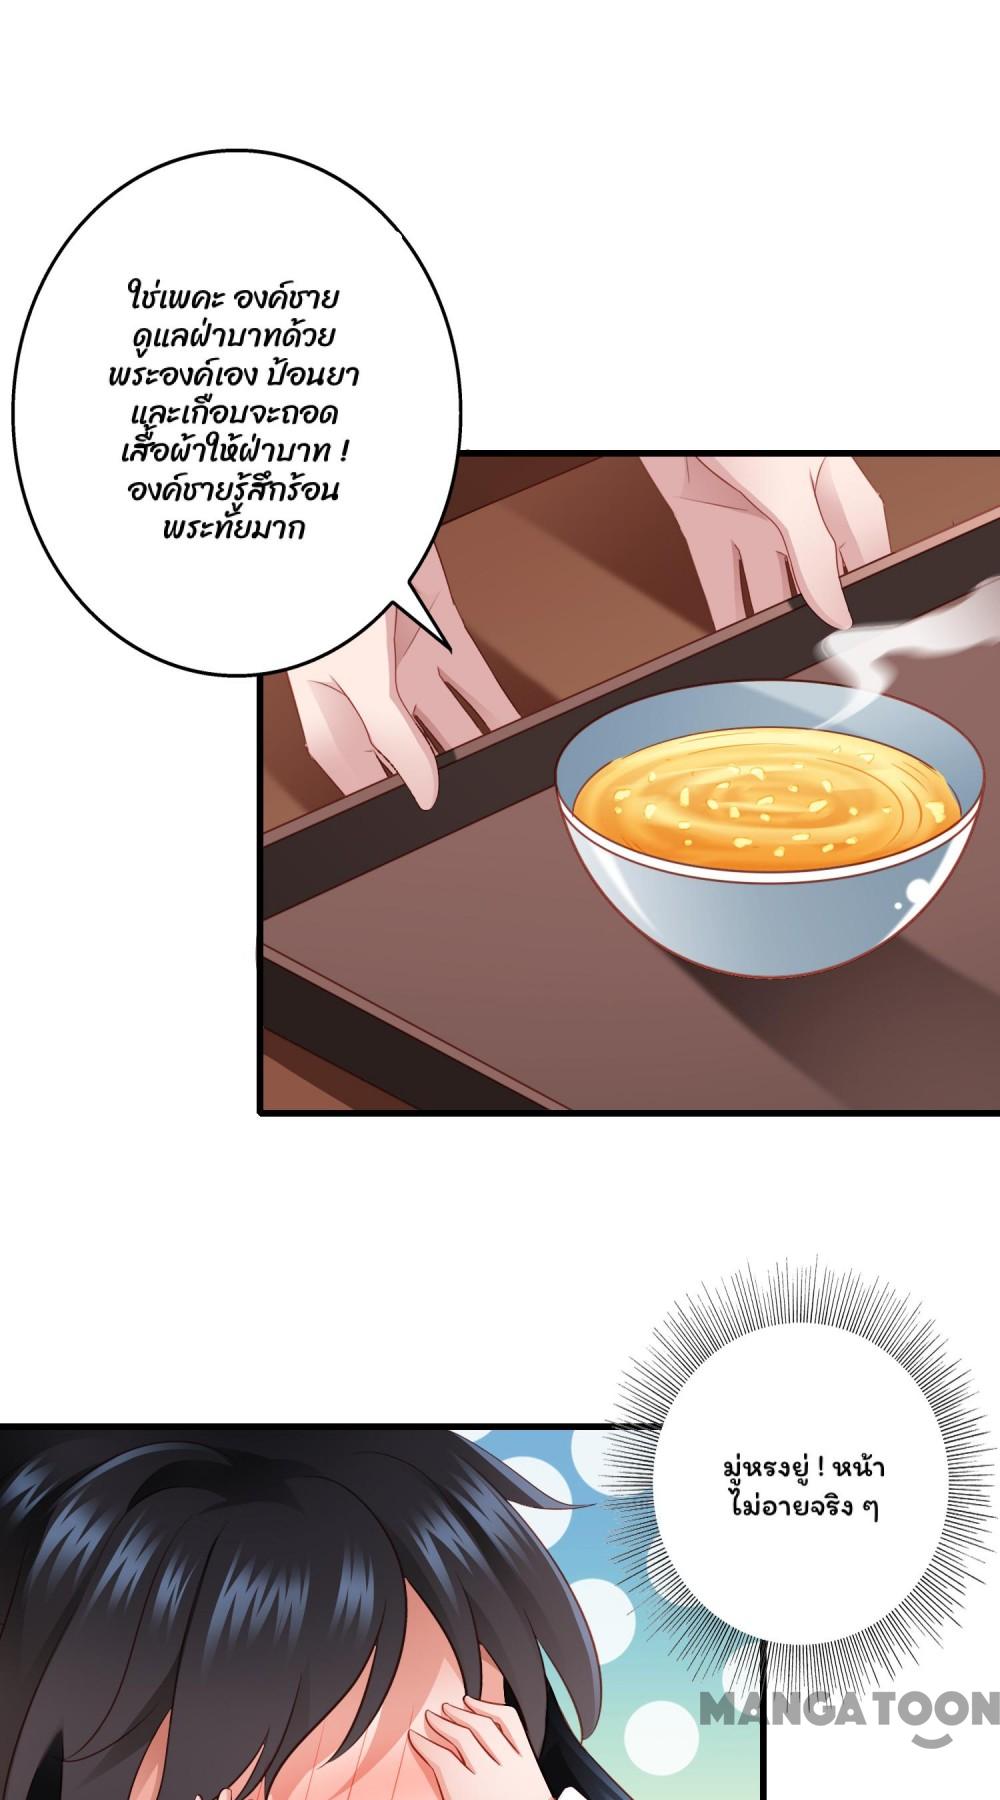 ใช่เพคะ องค์ชาย
ดูแลฝ่าบาทด้วย
พระองค์เอง ป้อนยา
และเกือบจะถอด
เสื้อผ้าให้ฝ่าบาท !
องค์ชายรู้สึกร้อน
พระทัยมาก
มู่หรงยู่ ! หน้า
ไม่อายจริง ๆ
MANGATOON